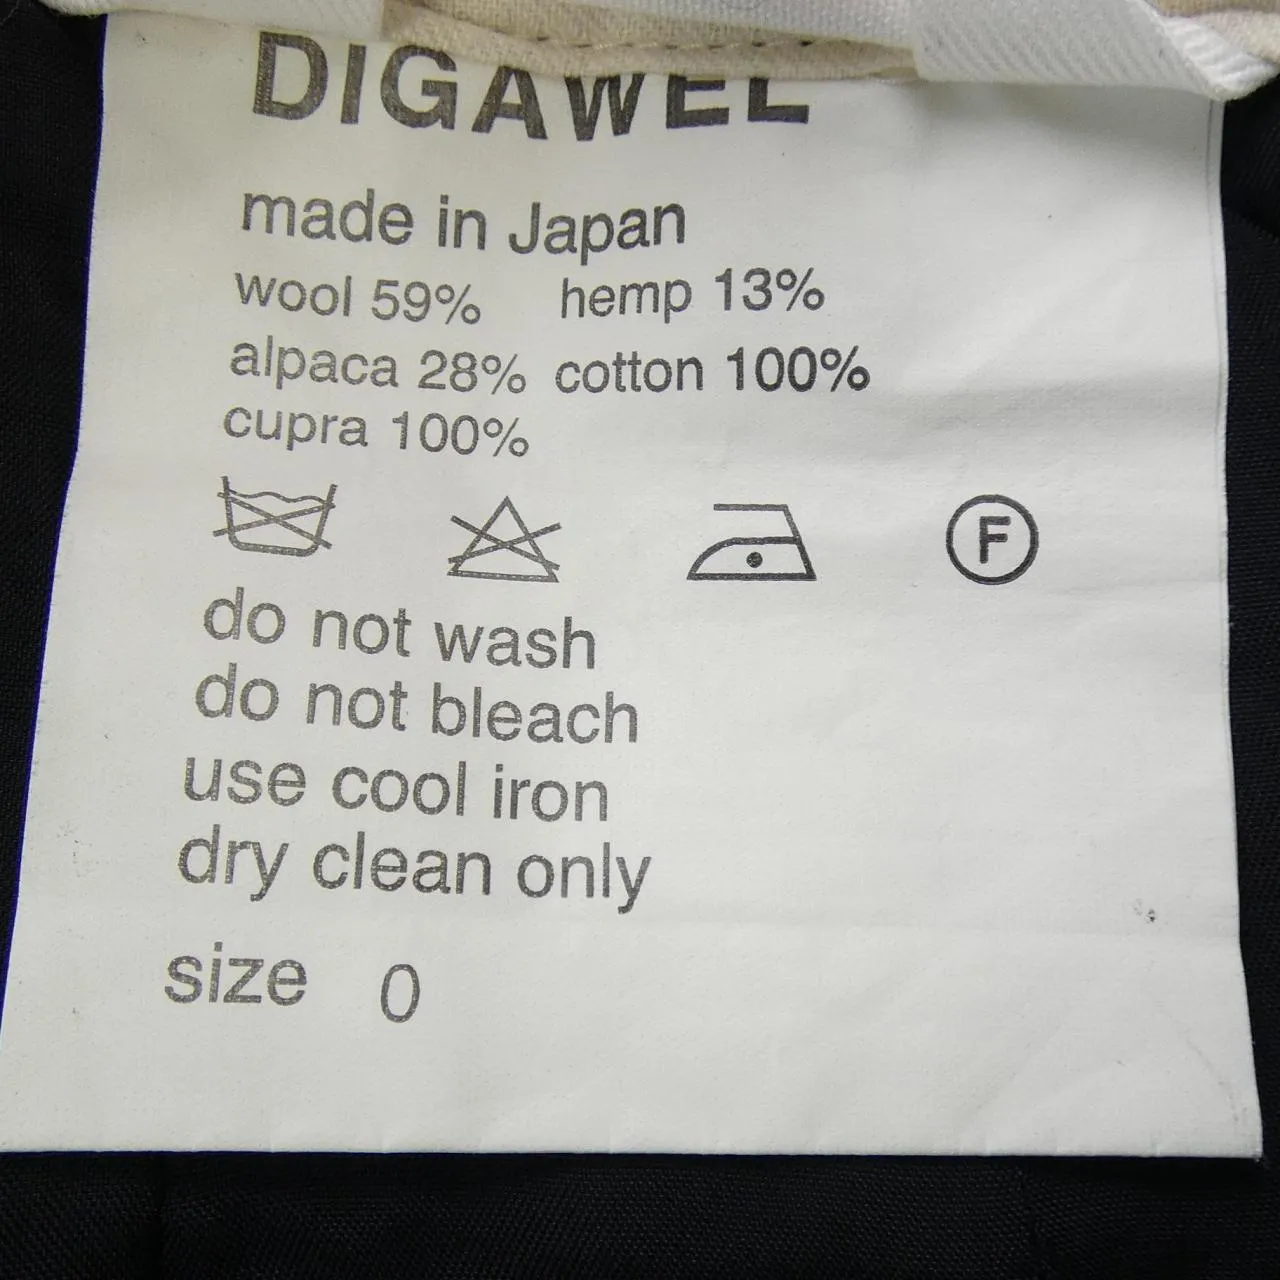 DIGAWEL
made in Japan
wool 59% hemp 13%
alpaca 28% cotton 100%
cupra 100%
F
do not wash
do not bleach
use cool iron
dry clean only
size 0